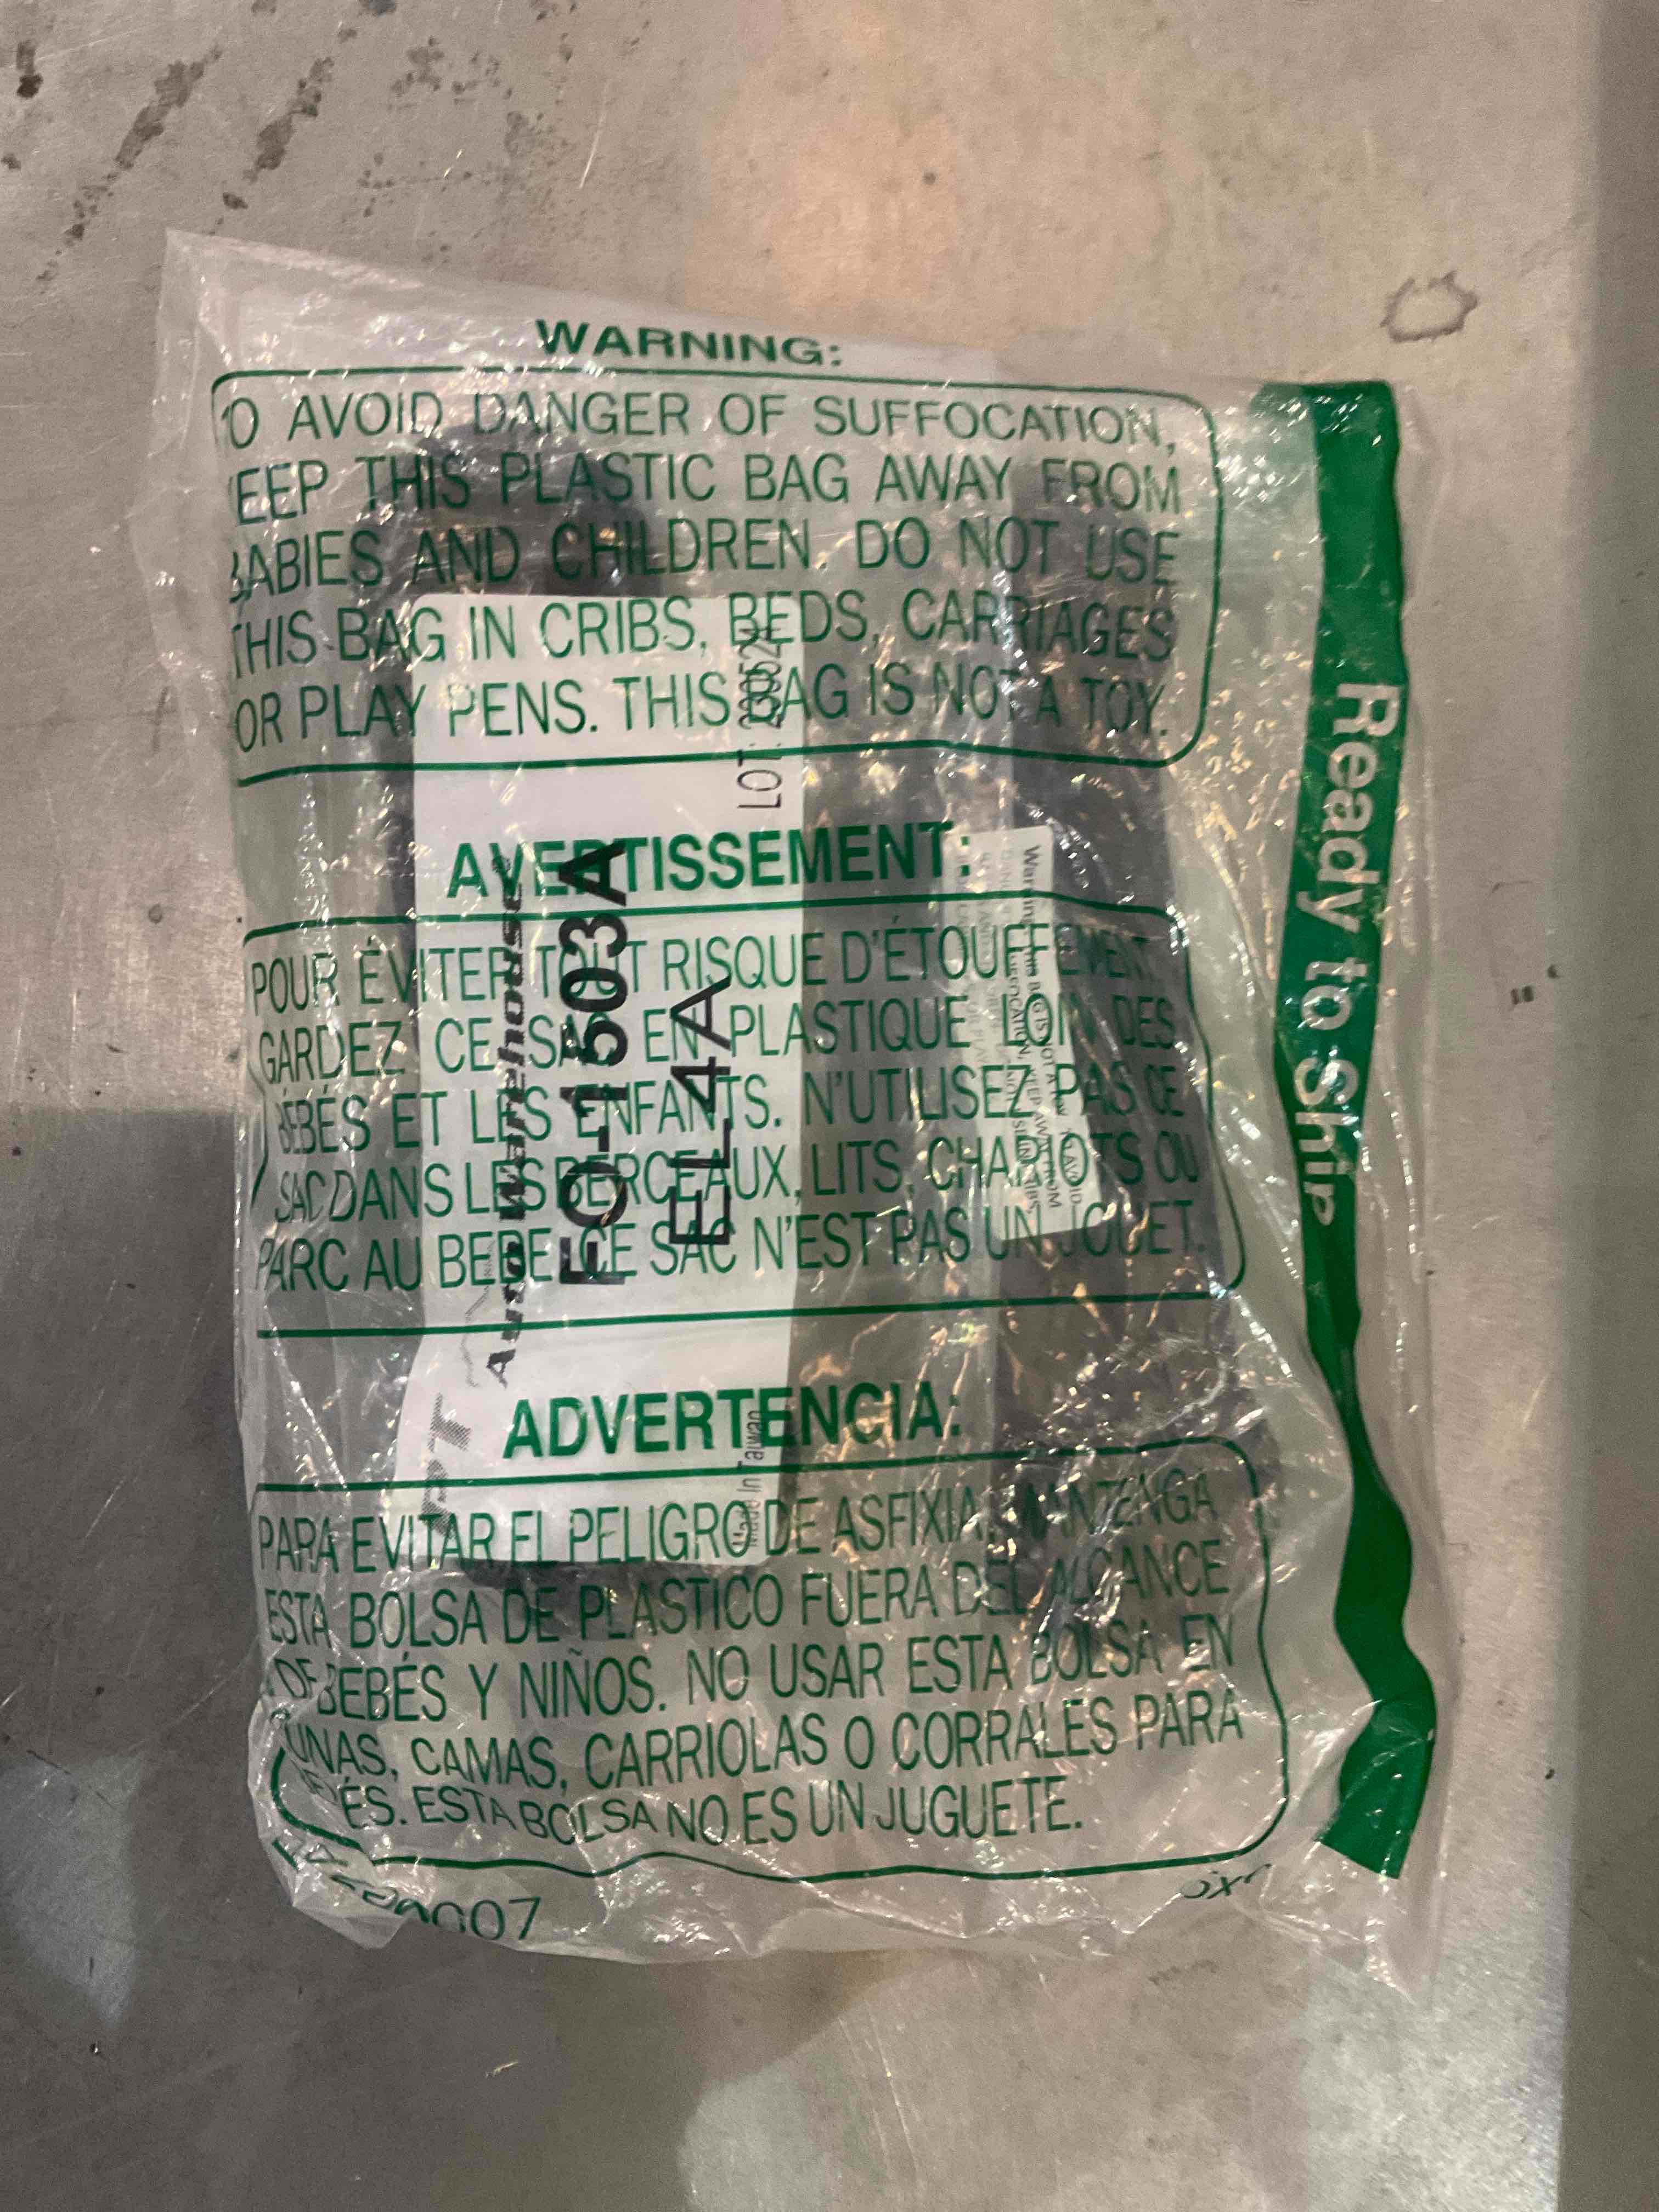 WARNING:
O AVOID DANGER OF SUFFOCATION,
EEP THIS PLASTIC BAG AWAY FROM
BABIES AND CHILDREN. DO NOT USE
THIS BAG IN CRIBS, BEDS, CARRIAGES
OR PLAY PENS. THIS BAG IS NOT A TOY.
AVERTISSEMENT:
POUR ÉVITER TOUT RISQUE D'ÉTOUFFEMENT,
GARDEZ CE SAC EN PLASTIQUE LOIN DES
BÉBÉS ET LES ENFANTS. N'UTILISEZ PAS CE
SAC DANS LES BERCEAUX, LITS, CHARIOTS OU
PARC AU BEBE. CE SAC N'EST PAS UN JOUET.
ADVERTENCIA:
PARA EVITAR EL PELIGRO DE ASFIXIA, MANTENGA
ESTA BOLSA DE PLASTICO FUERA DEL ALCANCE
DE BEBÉS Y NIÑOS. NO USAR ESTA BOLSA EN
UNAS, CAMAS, CARRIOLAS O CORRALES PARA
ÉS. ESTA BOLSA NO ES UN JUGUETE.
Ready to Ship
Auto Warehouse
FO-1503A
EL4A
LOT:
Made In Taiwan